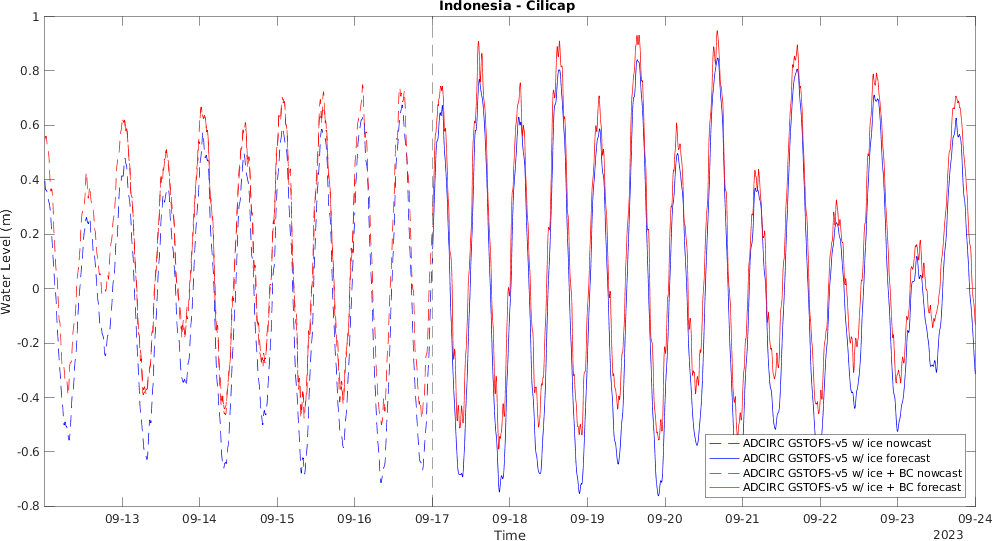 Indonesia - Cilicap
1
0.8
0.6
0.4
0.2
0
-0.2
-0.4
-0.6
-0.8
Water Level (m)
ADCIRC GSTOFS-v5 w/ ice nowcast
ADCIRC GSTOFS-v5 w/ ice forecast
ADCIRC GSTOFS-v5 w/ ice + BC nowcast
ADCIRC GSTOFS-v5 w/ ice + BC forecast
09-13 09-14 09-15 09-16 09-17 09-18 09-19 09-20 09-21 09-22 09-23 09-24
Time
2023